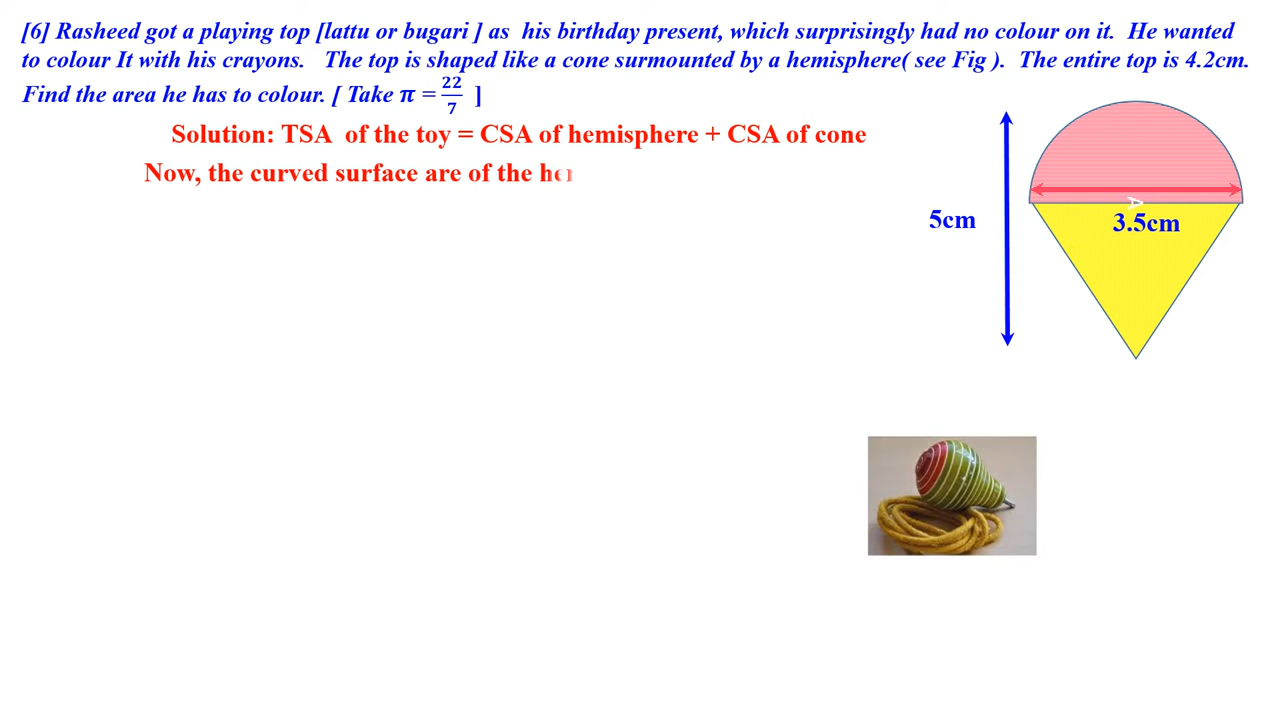 [6] Rasheed got a playing top [lattu or bugari ] as his birthday present, which surprisingly had no colour on it. He wanted
to colour It with his crayons. The top is shaped like a cone surmounted by a hemisphere( see Fig ). The entire top is 4.2cm.
Find the area he has to colour. [ Take π = 22/7 ]
Solution: TSA of the toy = CSA of hemisphere + CSA of cone
Now, the curved surface are of the
5cm
A
3.5cm